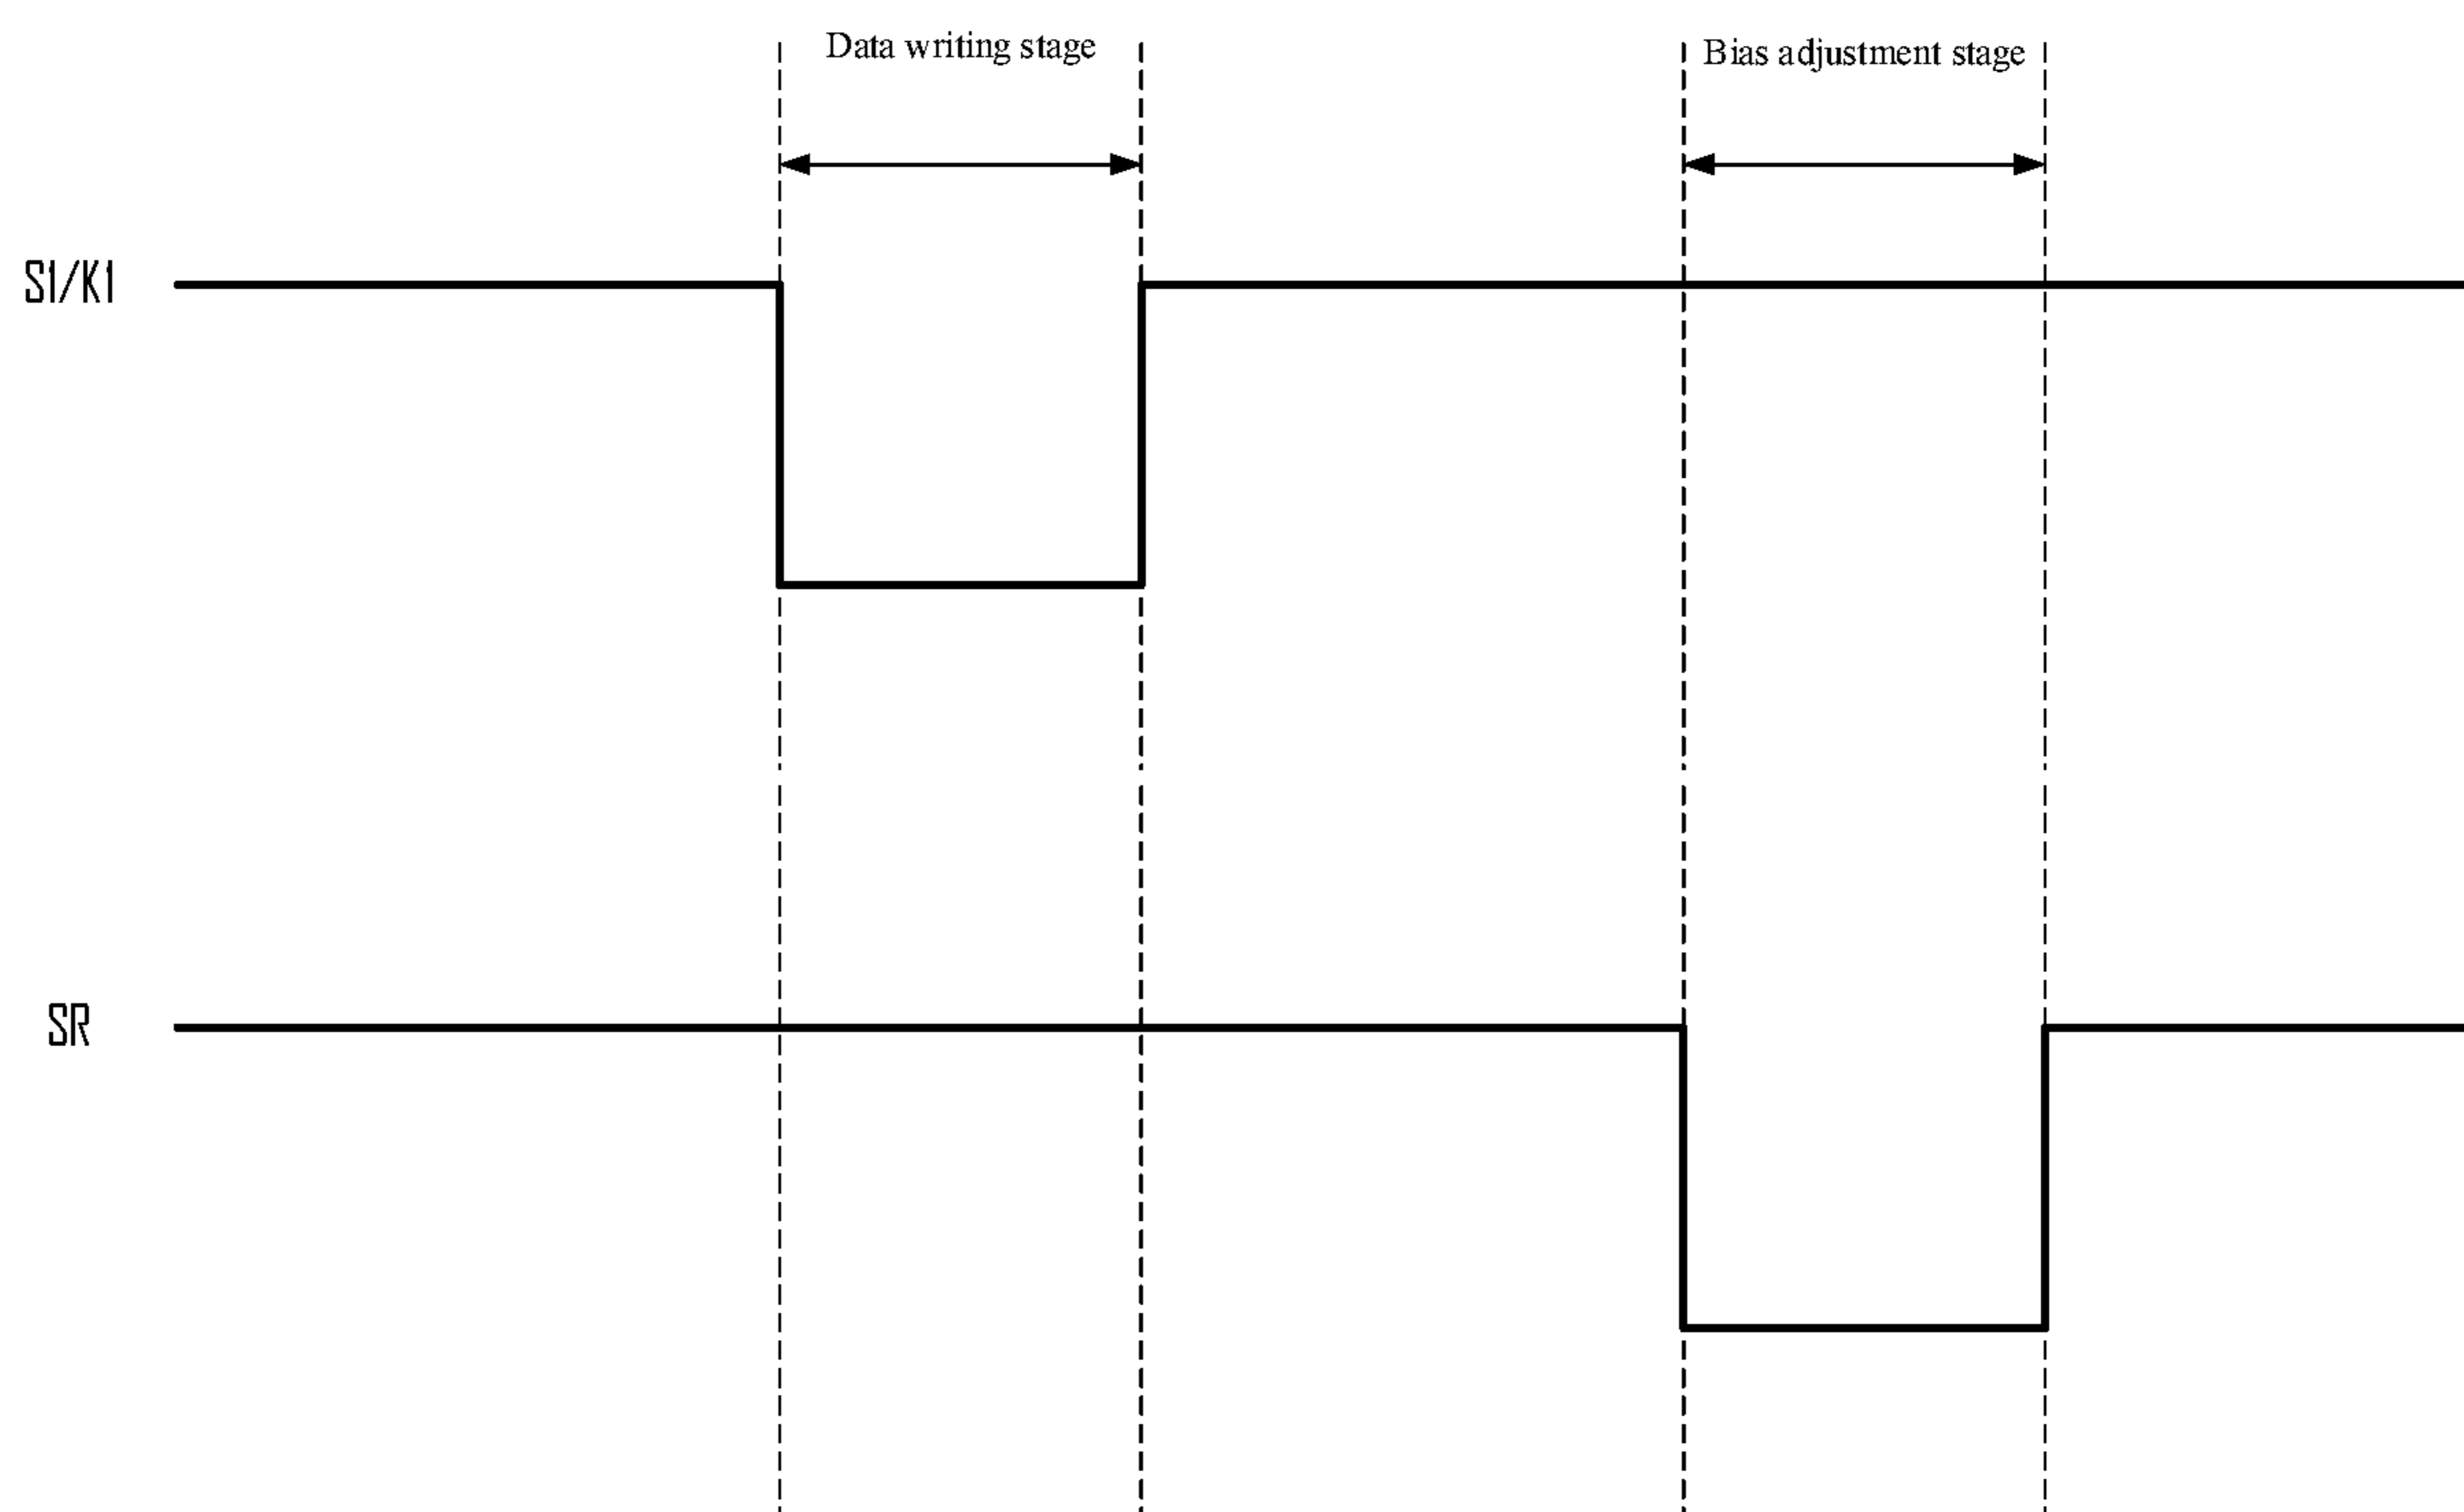 Data writing stage
Bias adjustment stage
S1/K1
SR